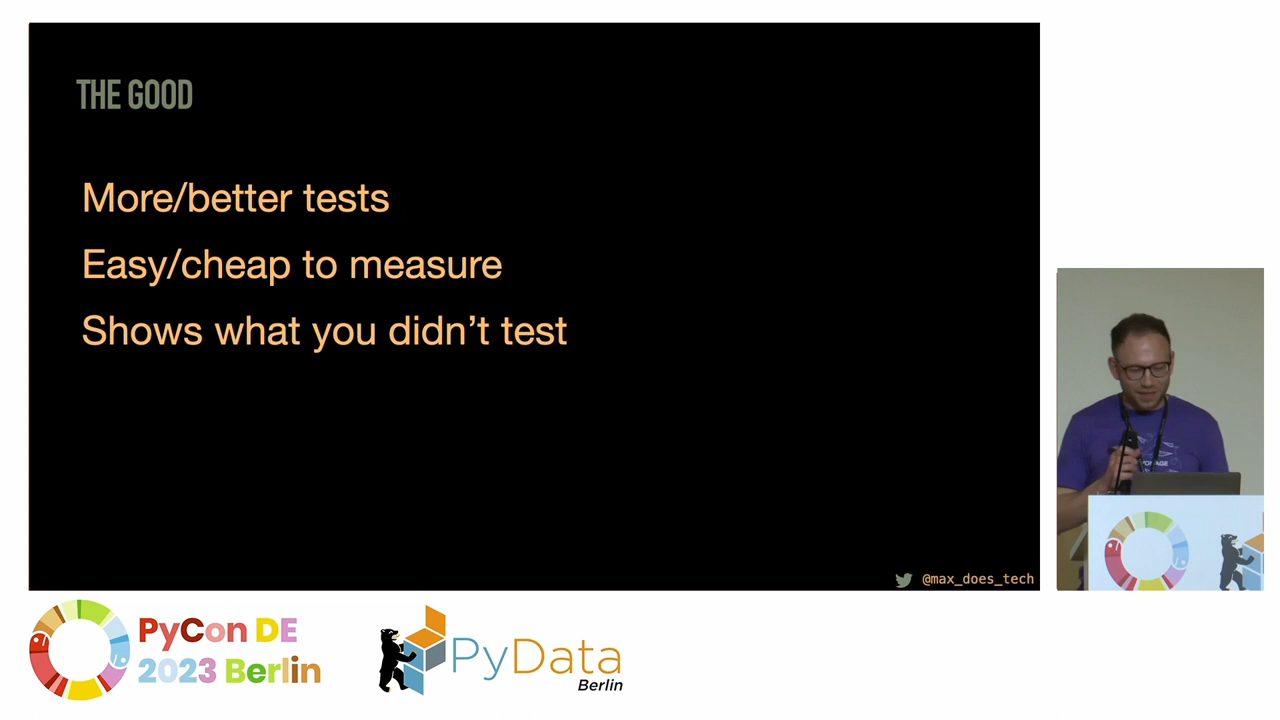 THE GOOD
More/better tests
Easy/cheap to measure
Shows what you didn’t test
@max_does_tech
PyCon DE
2023 Berlin
PyData
Berlin